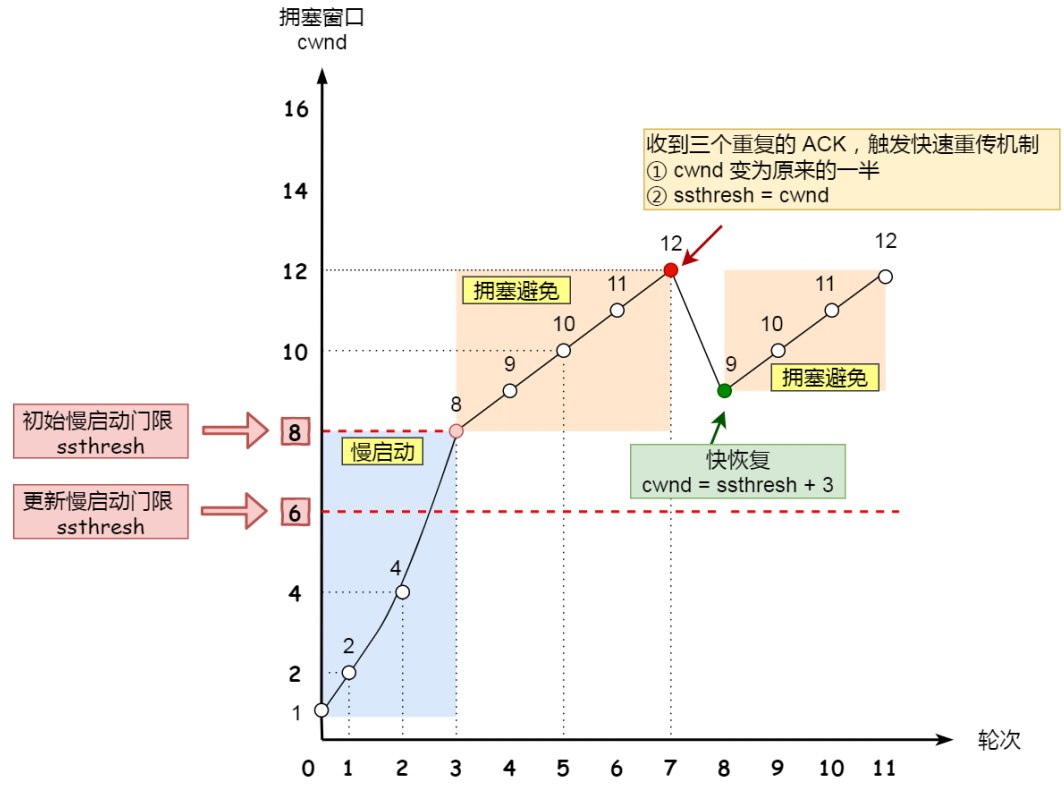 拥塞窗口
cwnd
16
收到三个重复的 ACK，触发快速重传机制
① cwnd 变为原来的一半
② ssthresh = cwnd
14
12
12
12
拥塞避免
11
11
10
10
10
9
9
拥塞避免
8
初始慢启动门限
ssthresh
8
慢启动
快恢复
cwnd = ssthresh + 3
更新慢启动门限
ssthresh
6
4
4
2
2
1
轮次
0 1 2 3 4 5 6 7 8 9 10 11